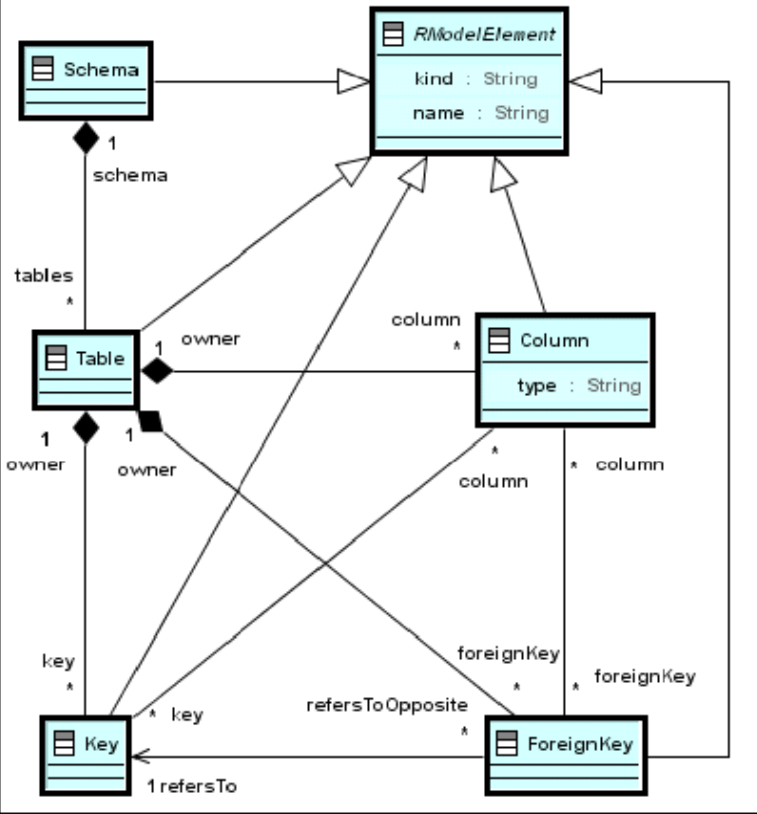 RModelElement
Schema
kind : String
name : String
1
schema
tables
*
owner
1
column
*
Table
Column
type : String
1
owner
1
owner
*
column
* column
key
*
foreignKey
*
foreignKey
*
* key
refersToOpposite
*
Key
ForeignKey
1 refersTo